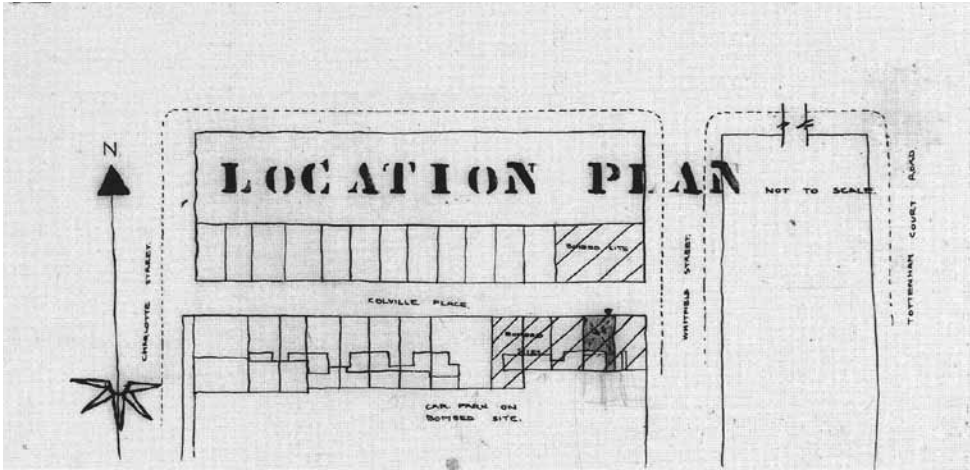 N
LOCATION PLAN
NOT TO SCALE.
TOTTENHAM COURT ROAD.
CHARLOTTE STREET.
BOMBED SITE
WHITFIELD STREET.
COLVILLE PLACE.
BOMBED
SITE.
CAR PARK ON
BOMBED SITE.